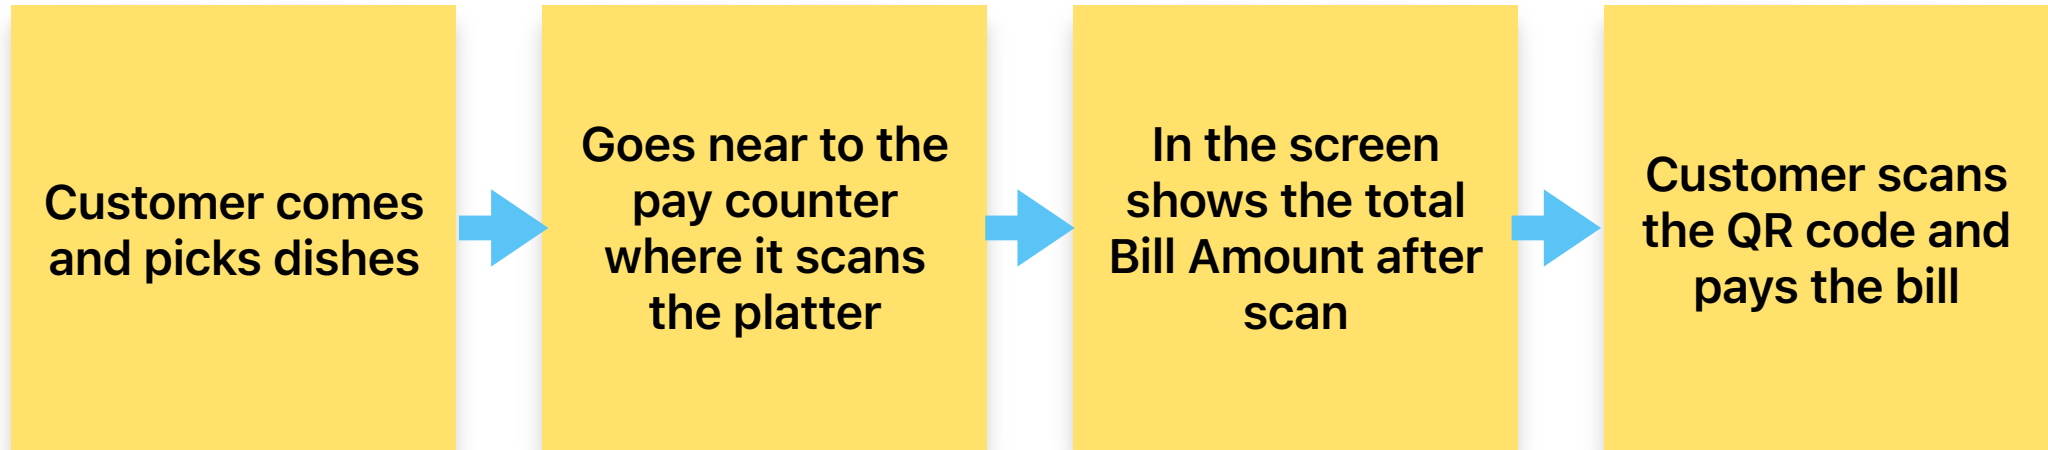 Customer comes
and picks dishes
Goes near to the
pay counter
where it scans
the platter
In the screen
shows the total
Bill Amount after
scan
Customer scans
the QR code and
pays the bill